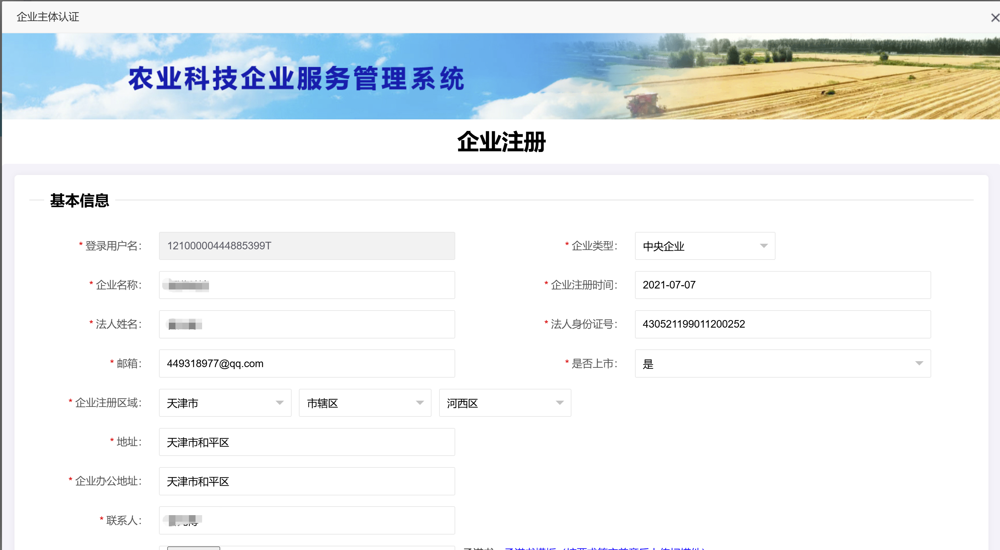 企业主体认证
农业科技企业服务管理系统
企业注册
基本信息
* 登录用户名: 12100000444885399T * 企业类型: 中央企业
* 企业名称: * 企业注册时间: 2021-07-07
* 法人姓名: * 法人身份证号: 430521199011200252
* 邮箱: 449318977@qq.com * 是否上市: 是
* 企业注册区域: 天津市 市辖区 河西区
* 地址: 天津市和平区
* 企业办公地址: 天津市和平区
* 联系人: